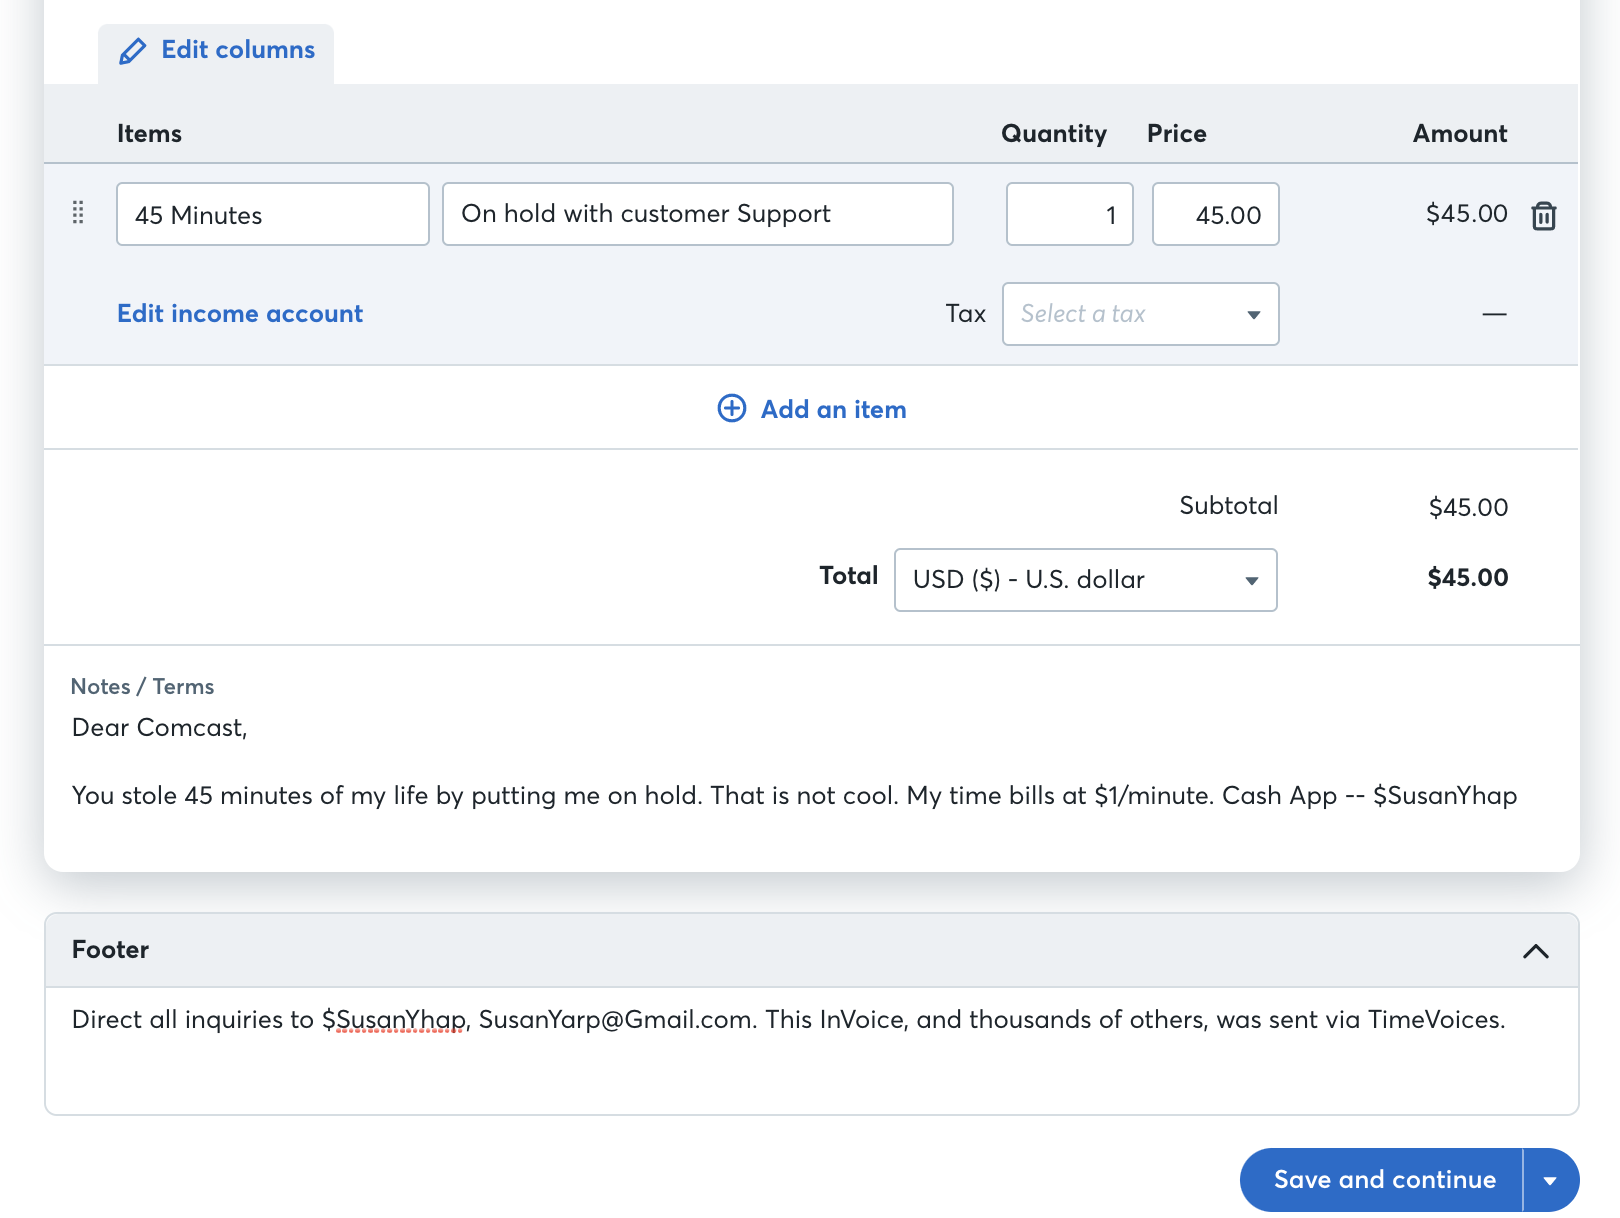 Edit columns
Items Quantity Price Amount
45 Minutes On hold with customer Support 1 45.00 $45.00
Edit income account Tax Select a tax —
Add an item
Subtotal $45.00
Total USD ($) - U.S. dollar $45.00
Notes / Terms
Dear Comcast,
You stole 45 minutes of my life by putting me on hold. That is not cool. My time bills at $1/minute. Cash App -- $SusanYhap
Footer
Direct all inquiries to $SusanYhap, SusanYarp@Gmail.com. This InVoice, and thousands of others, was sent via TimeVoices.
Save and continue